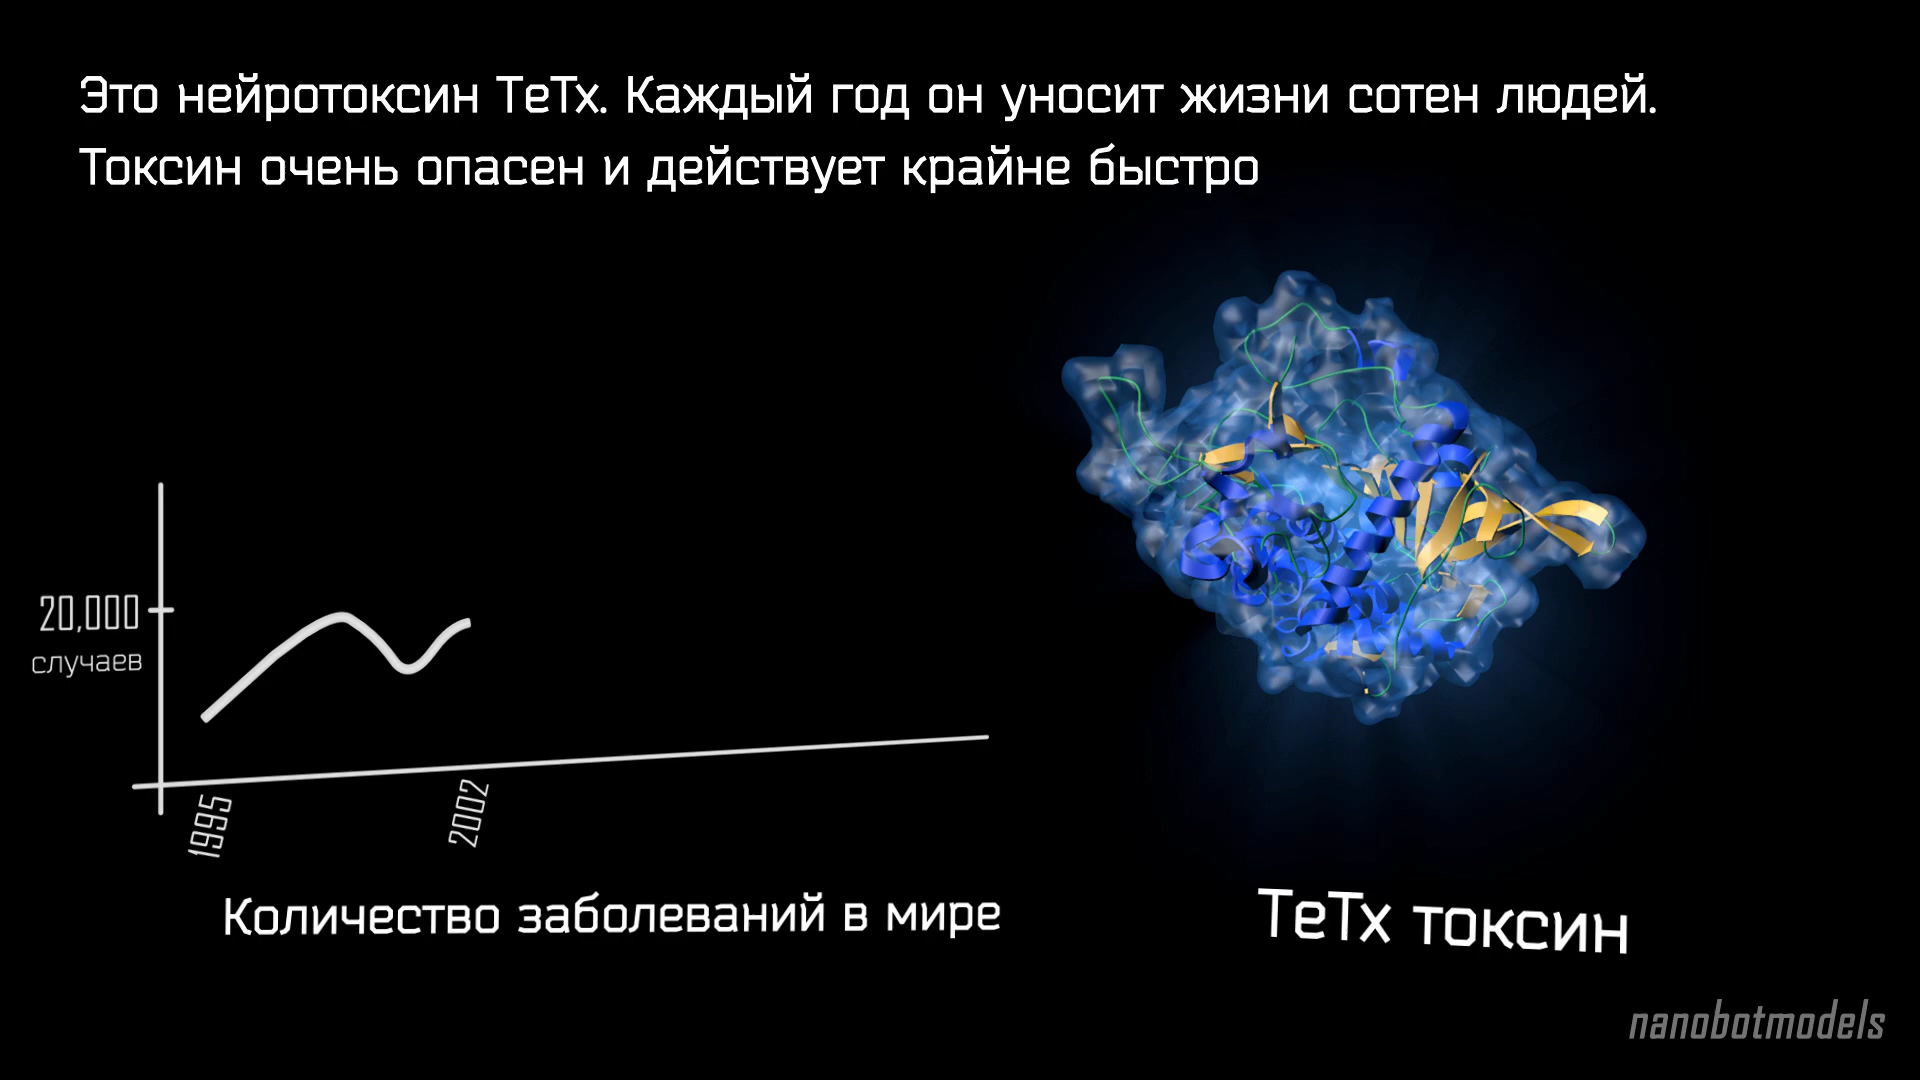 Это нейротоксин TeTx. Каждый год он уносит жизни сотен людей.
Токсин очень опасен и действует крайне быстро
20,000
случаев
1995
2002
Количество заболеваний в мире
TeTx токсин
nanobotmodels